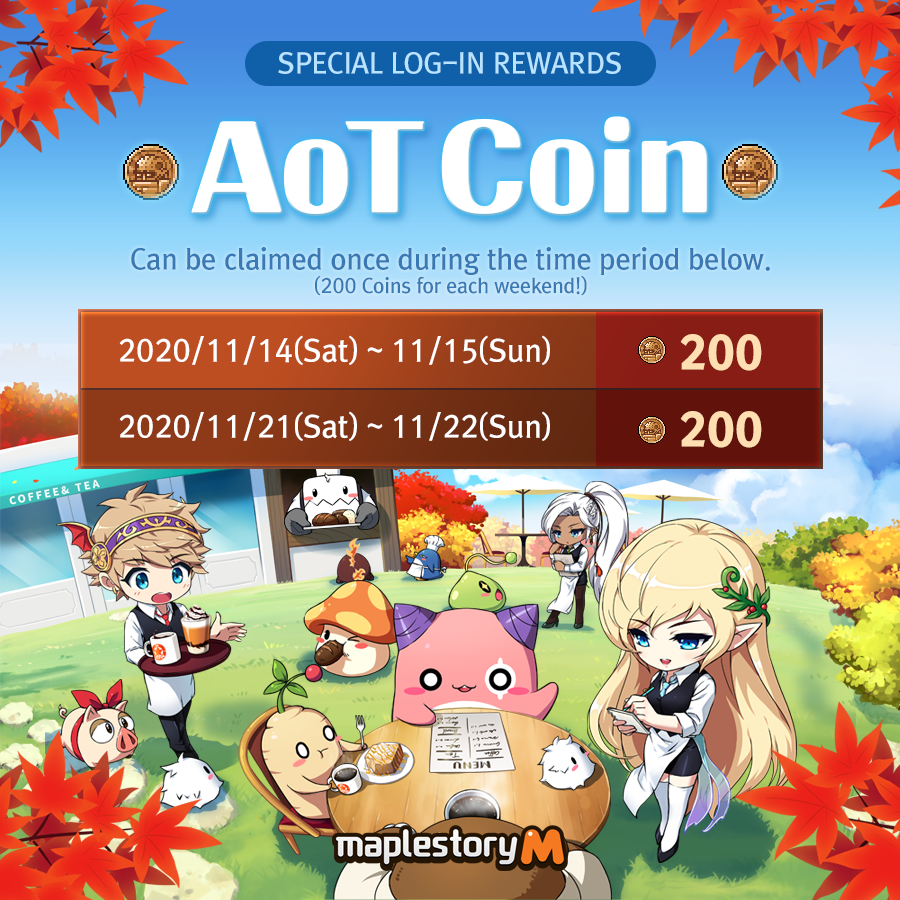 SPECIAL LOG-IN REWARDS
AoT Coin
Can be claimed once during the time period below.
(200 Coins for each weekend!)
2020/11/14(Sat) ~ 11/15(Sun) 200
2020/11/21(Sat) ~ 11/22(Sun) 200
COFFEE& TEA
MENU
maplestory M